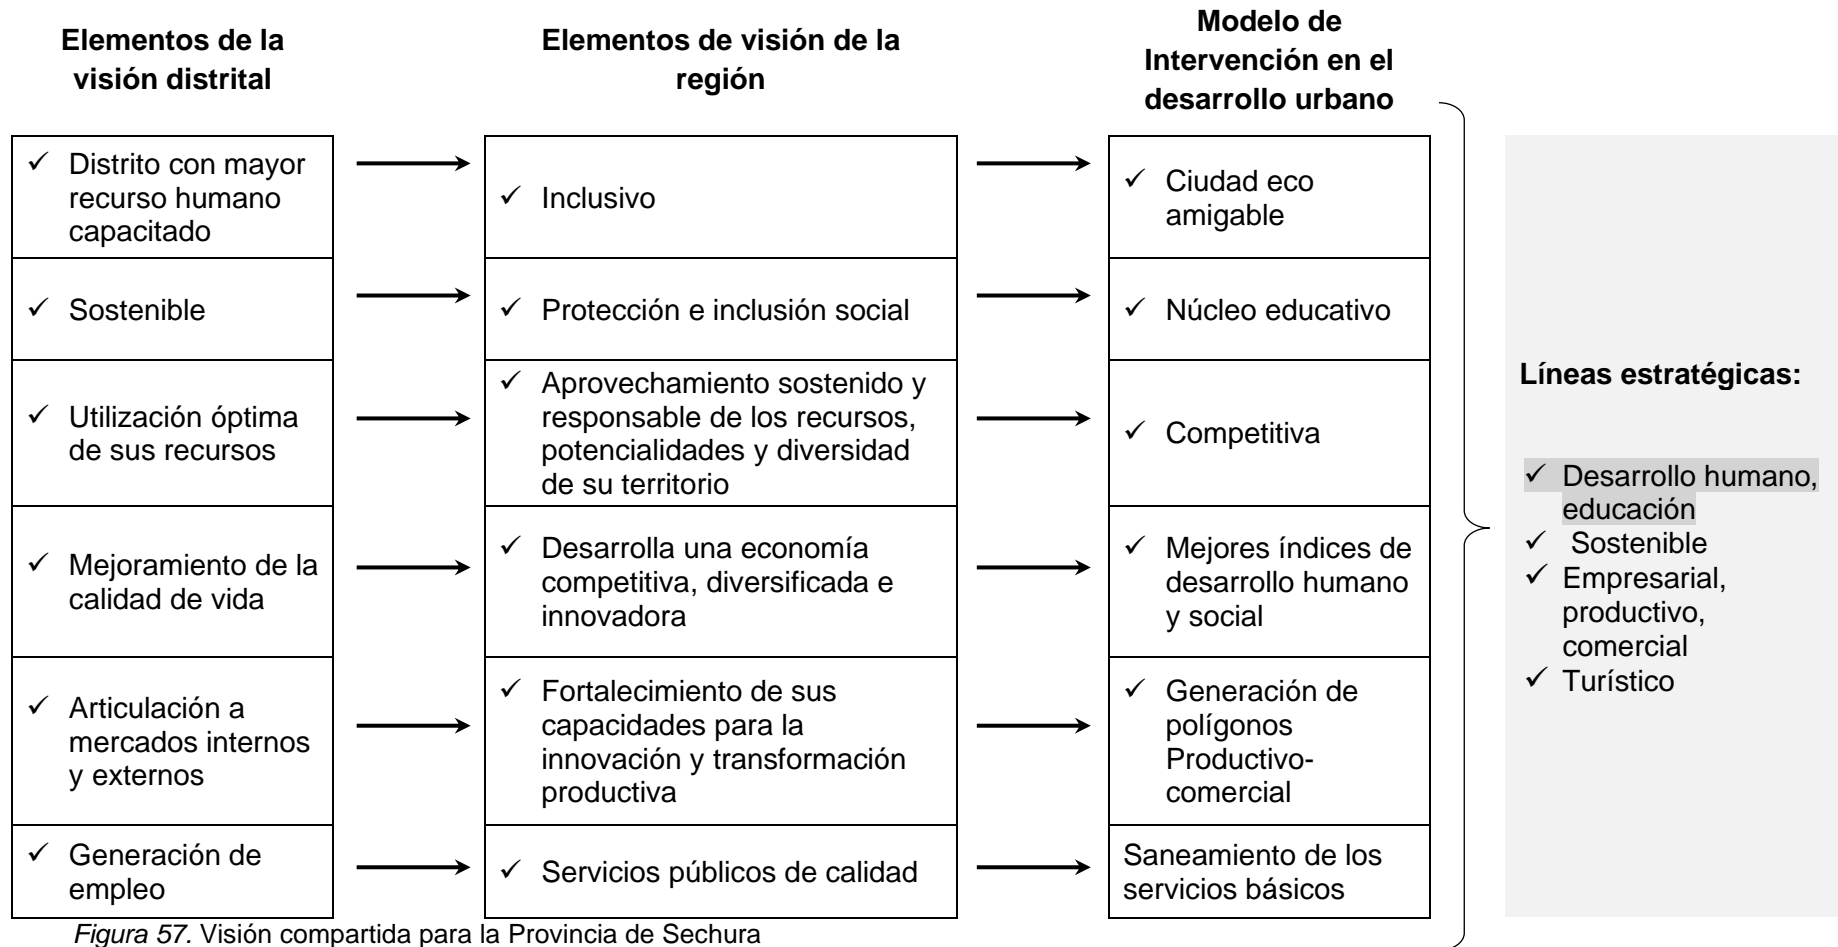 Elementos de la
visión distrital
Elementos de visión de la
región
Modelo de
Intervención en el
desarrollo urbano
✓ Distrito con mayor
recurso humano
capacitado
✓ Inclusivo
✓ Ciudad eco
amigable
✓ Sostenible
✓ Protección e inclusión social
✓ Núcleo educativo
✓ Utilización óptima
de sus recursos
✓ Aprovechamiento sostenido y
responsable de los recursos,
potencialidades y diversidad
de su territorio
✓ Competitiva
✓ Mejoramiento de la
calidad de vida
✓ Desarrolla una economía
competitiva, diversificada e
innovadora
✓ Mejores índices de
desarrollo humano
y social
✓ Articulación a
mercados internos
y externos
✓ Fortalecimiento de sus
capacidades para la
innovación y transformación
productiva
✓ Generación de
polígonos
Productivo-
comercial
✓ Generación de
empleo
✓ Servicios públicos de calidad
Saneamiento de los
servicios básicos
Líneas estratégicas:
✓ Desarrollo humano,
educación
✓ Sostenible
✓ Empresarial,
productivo,
comercial
✓ Turístico
Figura 57. Visión compartida para la Provincia de Sechura